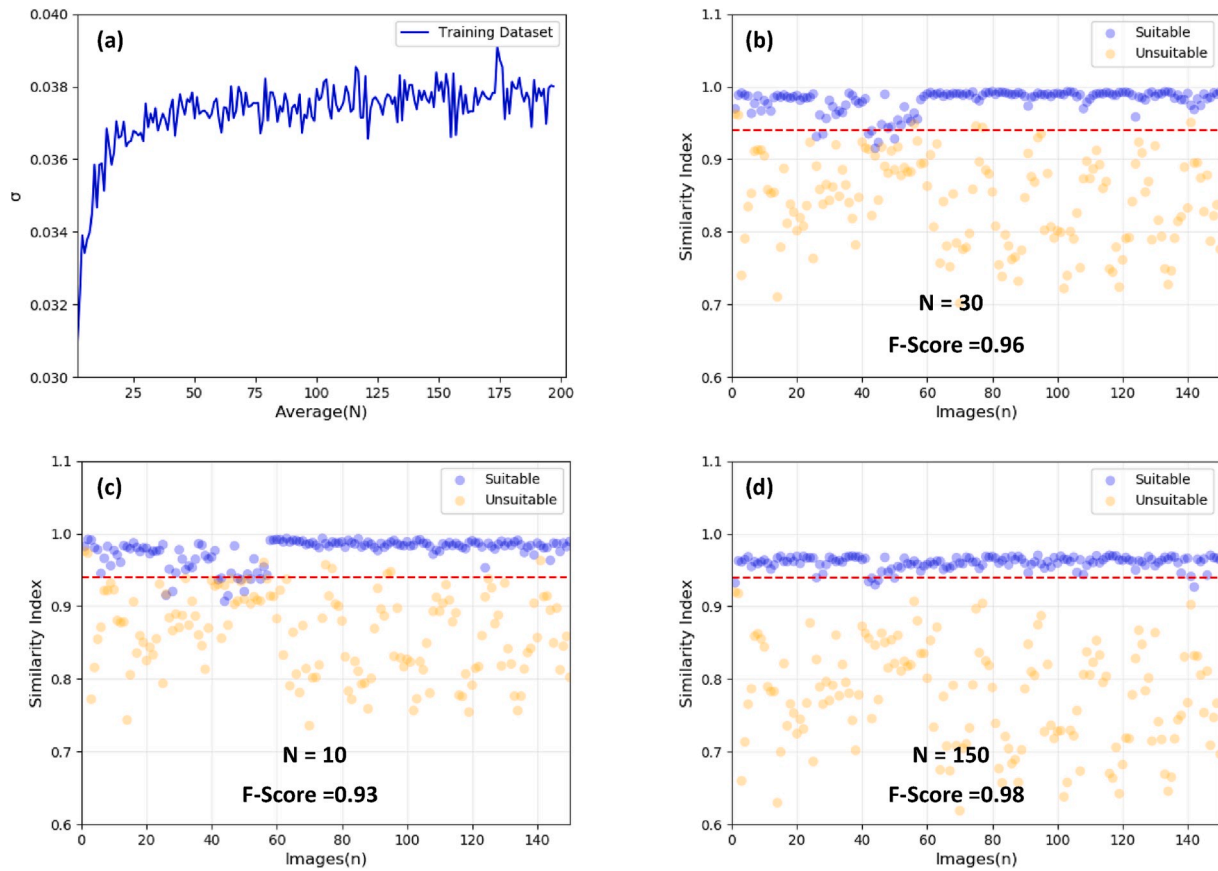 (a)
Training Dataset
0.040
0.038
0.036
0.034
0.032
0.030
σ
25 50 75 100 125 150 175 200
Average(N)
(b)
Suitable
Unsuitable
1.1
1.0
0.9
0.8
0.7
0.6
Similarity Index
N = 30
F-Score =0.96
0 20 40 60 80 100 120 140
Images(n)
(c)
Suitable
Unsuitable
1.1
1.0
0.9
0.8
0.7
0.6
Similarity Index
N = 10
F-Score =0.93
0 20 40 60 80 100 120 140
Images(n)
(d)
Suitable
Unsuitable
1.1
1.0
0.9
0.8
0.7
0.6
Similarity Index
N = 150
F-Score =0.98
0 20 40 60 80 100 120 140
Images(n)